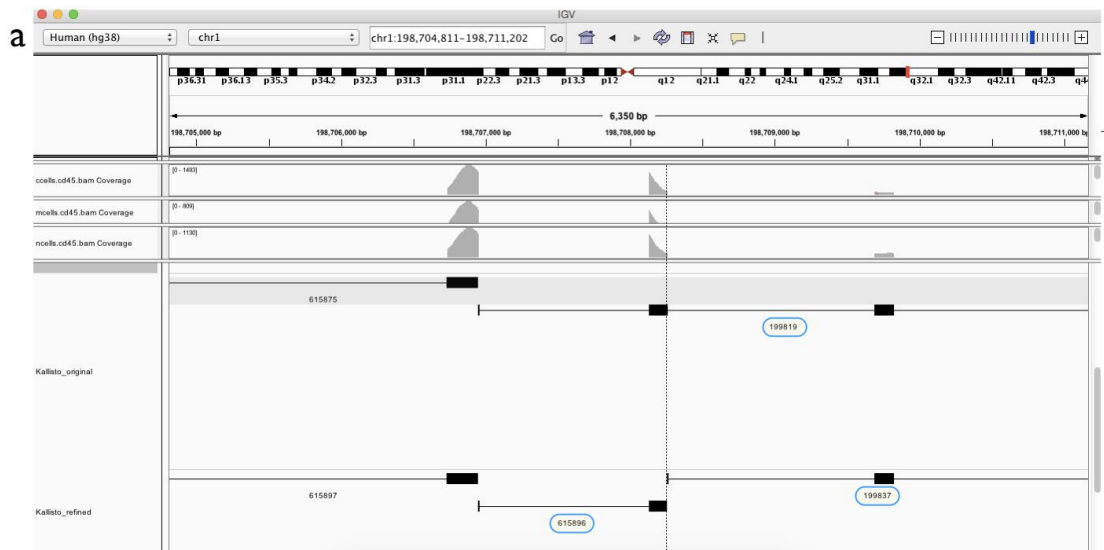 a
IGV
Human (hg38) chr1 chr1:198,704,811-198,711,202 Go
p36.31 p36.13 p35.3 p34.2 p32.3 p31.3 p31.1 p22.3 p21.3 p13.3 p12 q12 q21.1 q22 q24.1 q25.2 q31.1 q32.1 q32.3 q42.11 q42.3 q44
6,350 bp
198,705,000 bp 198,706,000 bp 198,707,000 bp 198,708,000 bp 198,709,000 bp 198,710,000 bp 198,711,000 bp
ccells.cd45.bam Coverage [0 - 1493]
mcells.cd45.bam Coverage [0 - 809]
ncells.cd45.bam Coverage [0 - 1130]
615875
199819
Kallisto_original
615897
199837
Kallisto_refined
615896